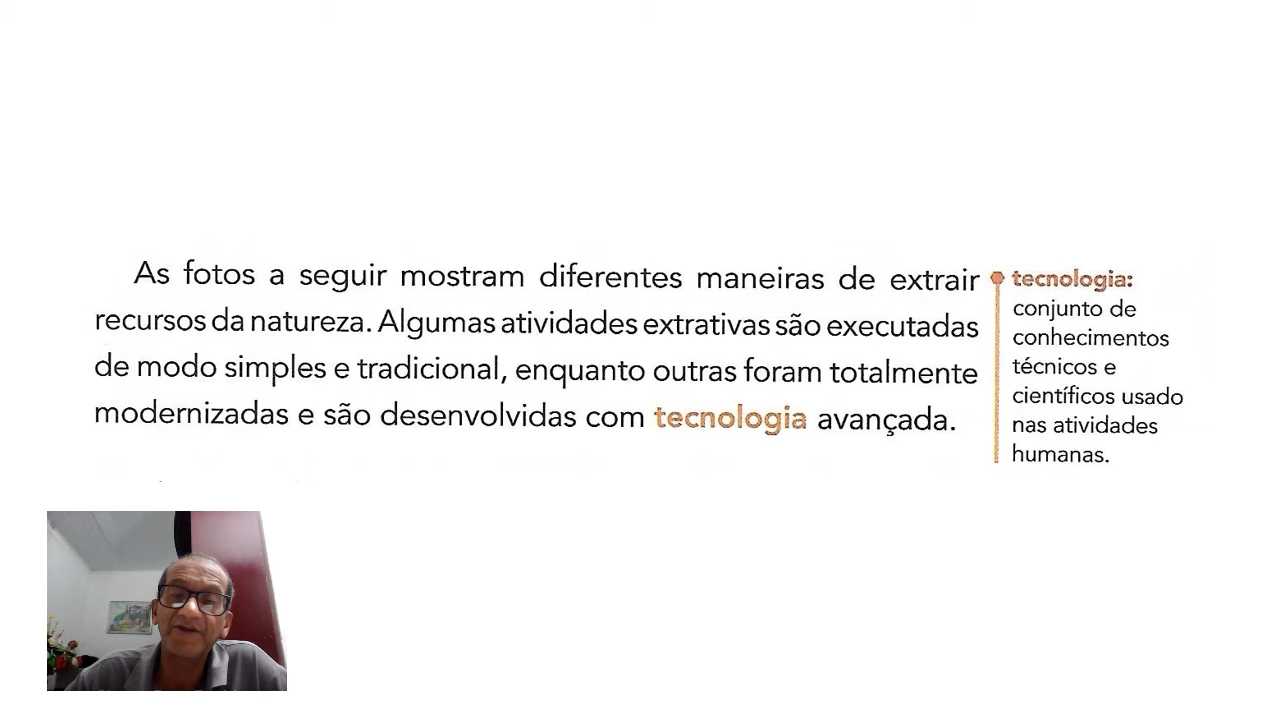 As fotos a seguir mostram diferentes maneiras de extrair
recursos da natureza. Algumas atividades extrativas são executadas
de modo simples e tradicional, enquanto outras foram totalmente
modernizadas e são desenvolvidas com tecnologia avançada.
tecnologia:
conjunto de
conhecimentos
técnicos e
científicos usado
nas atividades
humanas.